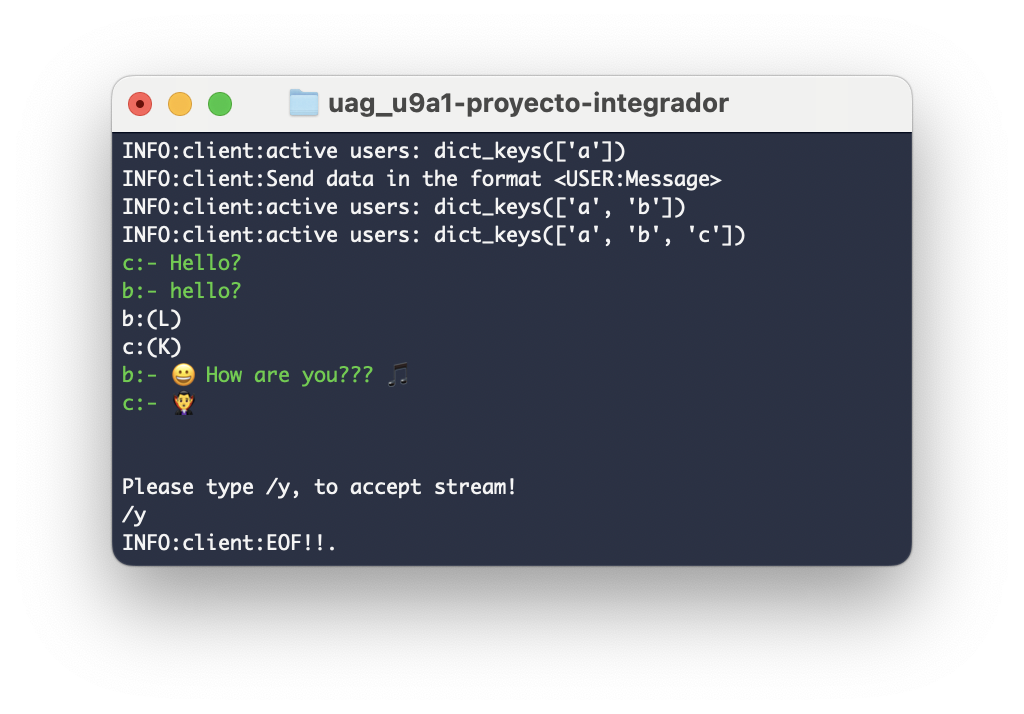 uag_u9a1-proyecto-integrador
INFO:client:active users: dict_keys(['a'])
INFO:client:Send data in the format <USER:Message>
INFO:client:active users: dict_keys(['a', 'b'])
INFO:client:active users: dict_keys(['a', 'b', 'c'])
c:- Hello?
b:- hello?
b:(L)
c:(K)
b:- 😀 How are you??? 🎵
c:- 🧛
Please type /y, to accept stream!
/y
INFO:client:EOF!!.